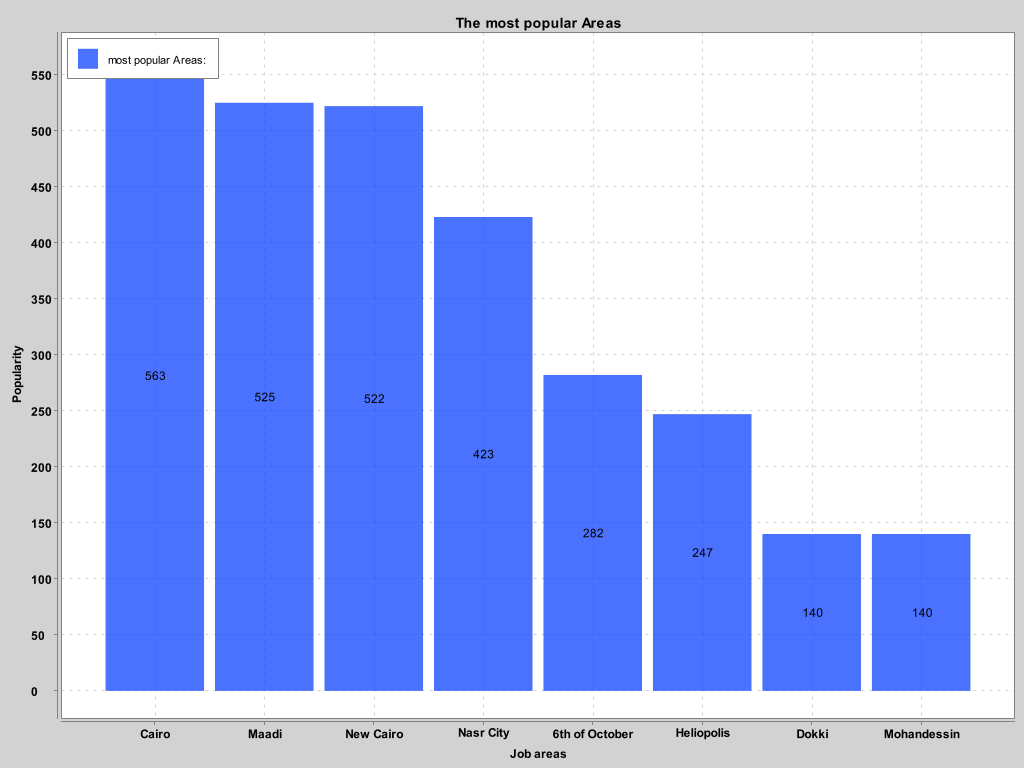 The most popular Areas
most popular Areas:
550
500
450
400
350
300
250
200
150
100
50
0
Popularity
563
525
522
423
282
247
140
140
Cairo
Maadi
New Cairo
Nasr City
6th of October
Heliopolis
Dokki
Mohandessin
Job areas